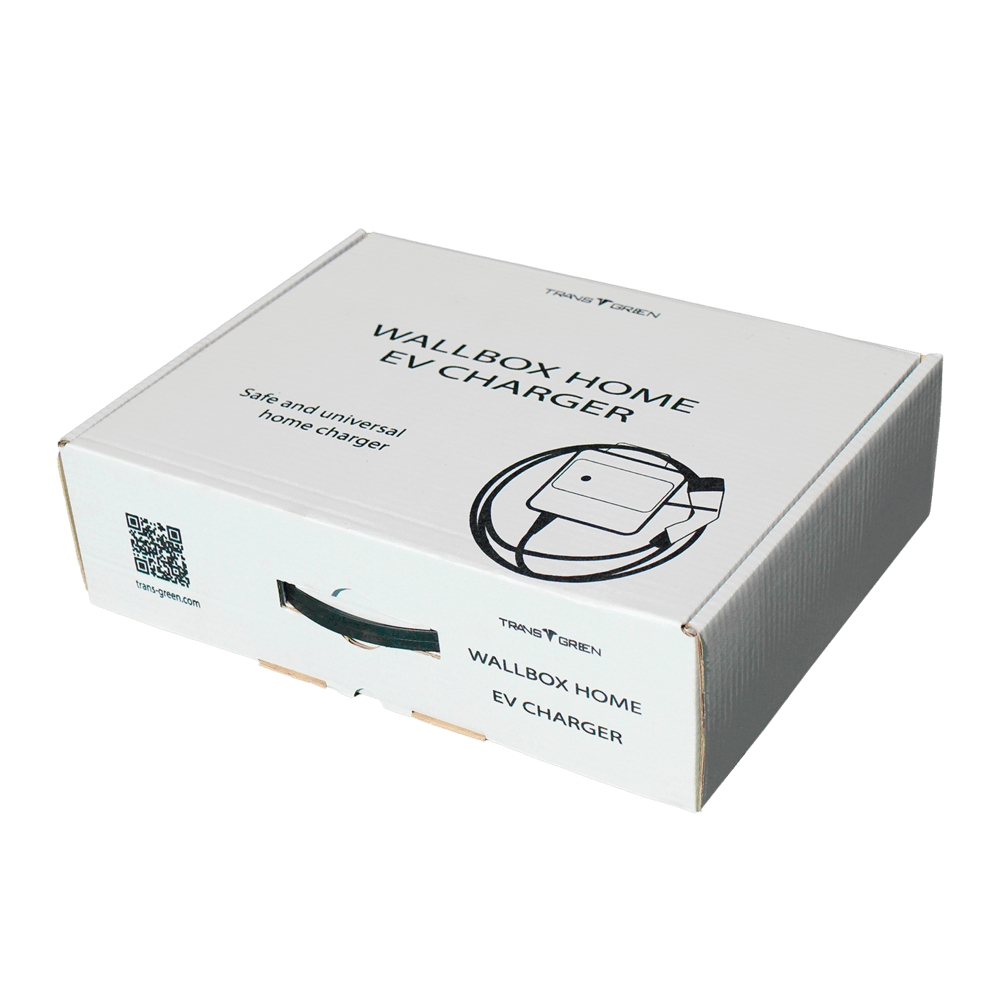 TRANS GREEN
WALLBOX HOME
EV CHARGER
Safe and universal
home charger
trans-green.com
TRANS GREEN
WALLBOX HOME
EV CHARGER